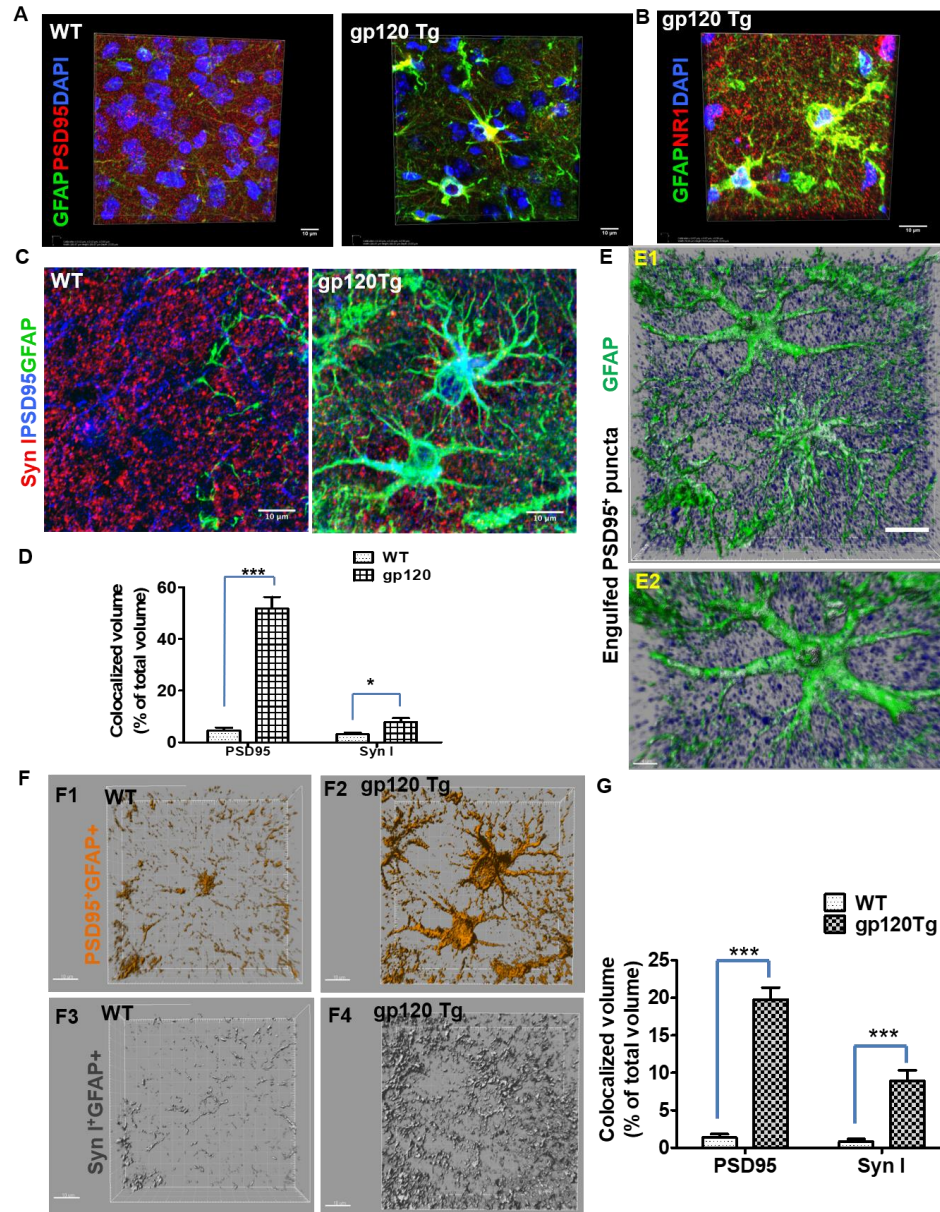 A
WT
gp120 Tg
GFAPPSD95DAPI
10 µm
10 µm
B
gp120 Tg
GFAPNR1DAPI
10 µm
C
WT
gp120Tg
Syn IPSD95GFAP
10 µm
10 µm
D
WT
gp120
Colocalized volume
(% of total volume)
60
40
20
0
***
*
PSD95
Syn I
E
E1
GFAP
Engulfed PSD95+ puncta
E2
F
F1
WT
F2
gp120 Tg
PSD95+GFAP+
F3
WT
F4
gp120 Tg
Syn I+GFAP+
G
WT
gp120Tg
Colocalized volume
(% of total volume)
25
20
15
10
5
0
***
***
PSD95
Syn I